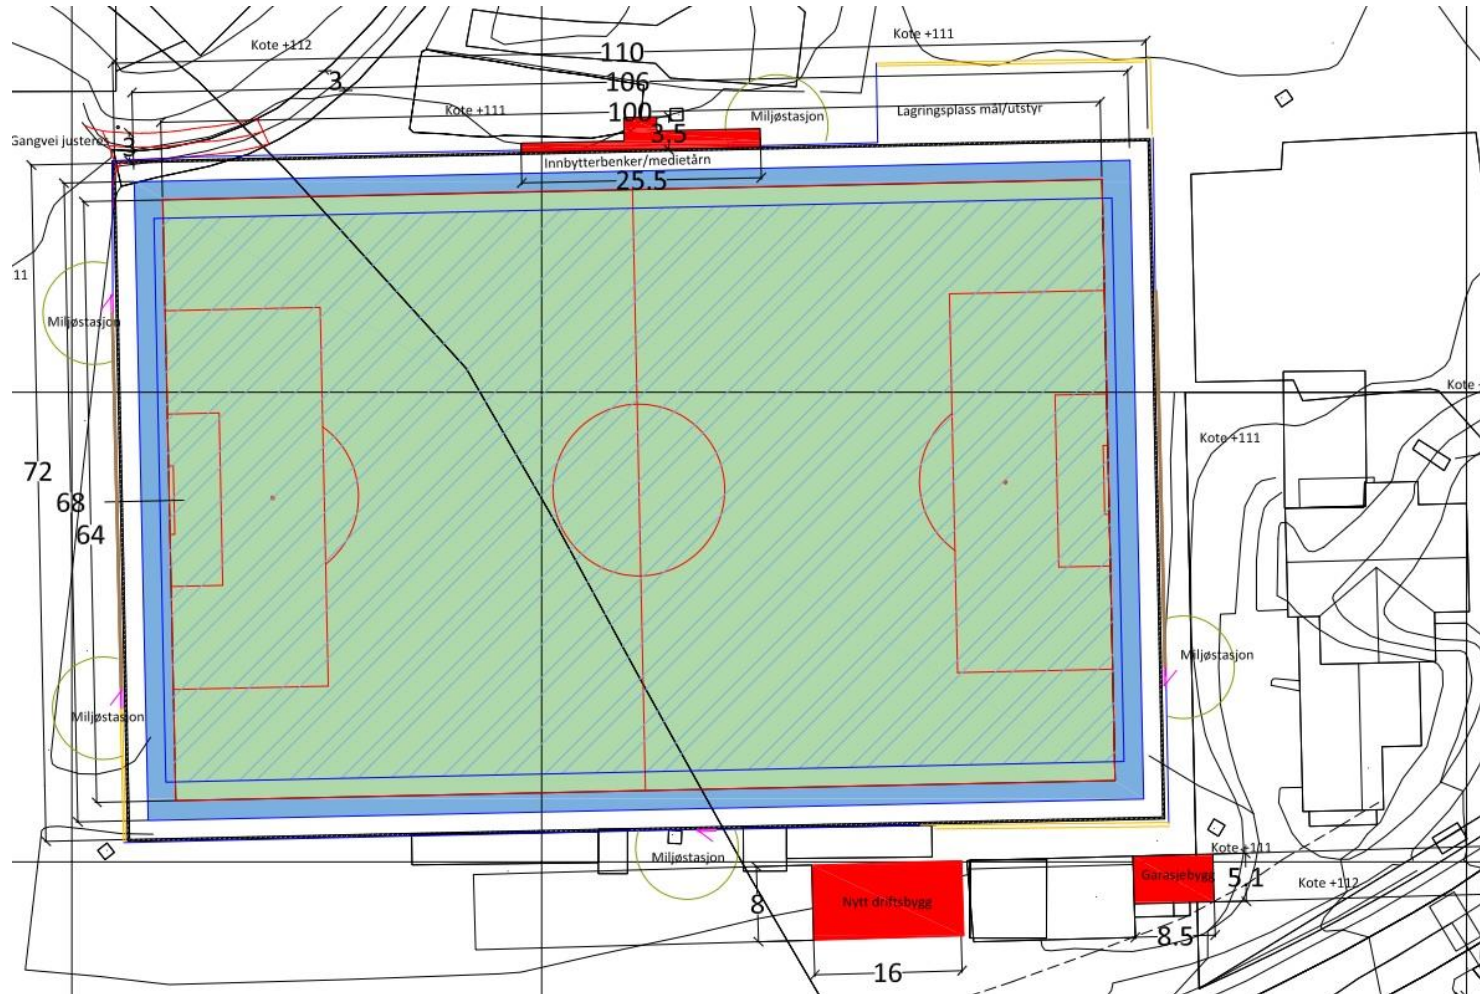 Kote +112
Kote +111
110
3
106
Kote +111
100
Miljøstasjon
Lagringsplass mål/utstyr
Gangvei justeres
3
3.5
Innbytterbenker/medietårn
25.5
11
Miljøstasjon
Kote
Kote +111
72
68
64
Miljøstasjon
Miljøstasjon
Kote +111
Miljøstasjon
Garasjebygg
5.1
Kote +112
8
Nytt driftsbygg
8.5
16